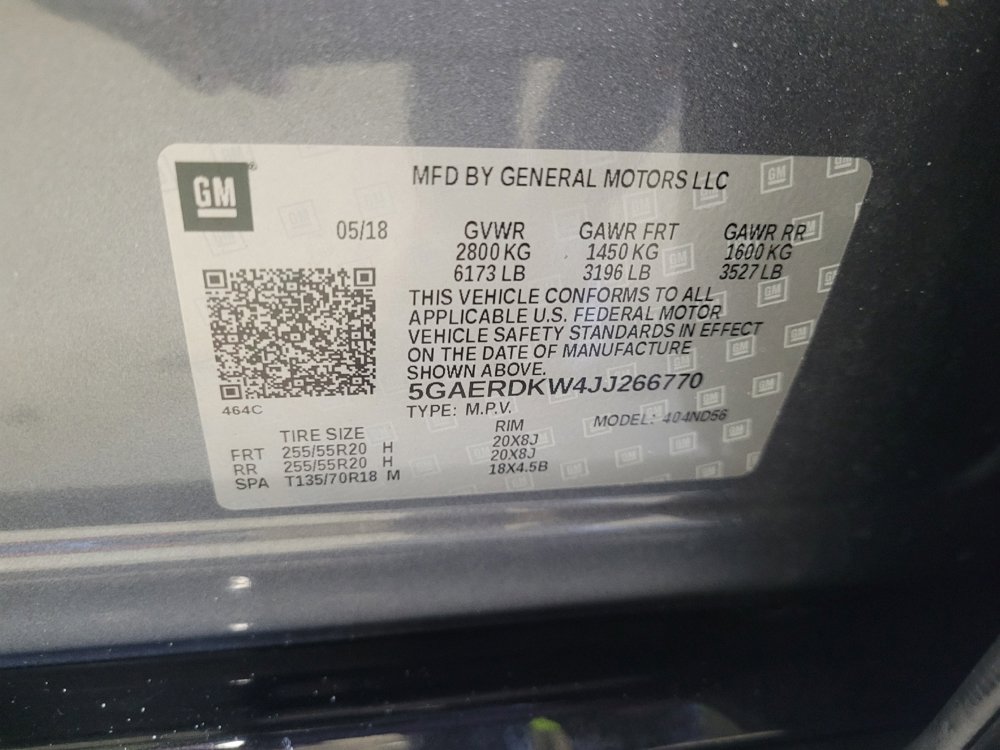 GM
MFD BY GENERAL MOTORS LLC
05/18 GVWR GAWR FRT GAWR RR
2800 KG 1450 KG 1600 KG
6173 LB 3196 LB 3527 LB
THIS VEHICLE CONFORMS TO ALL
APPLICABLE U.S. FEDERAL MOTOR
VEHICLE SAFETY STANDARDS IN EFFECT
ON THE DATE OF MANUFACTURE
SHOWN ABOVE.
5GAERDKW4JJ266770
464C
TYPE: M.P.V. MODEL: 404ND56
TIRE SIZE RIM
FRT 255/55R20 H 20X8J
RR 255/55R20 H 20X8J
SPA T135/70R18 M 18X4.5B